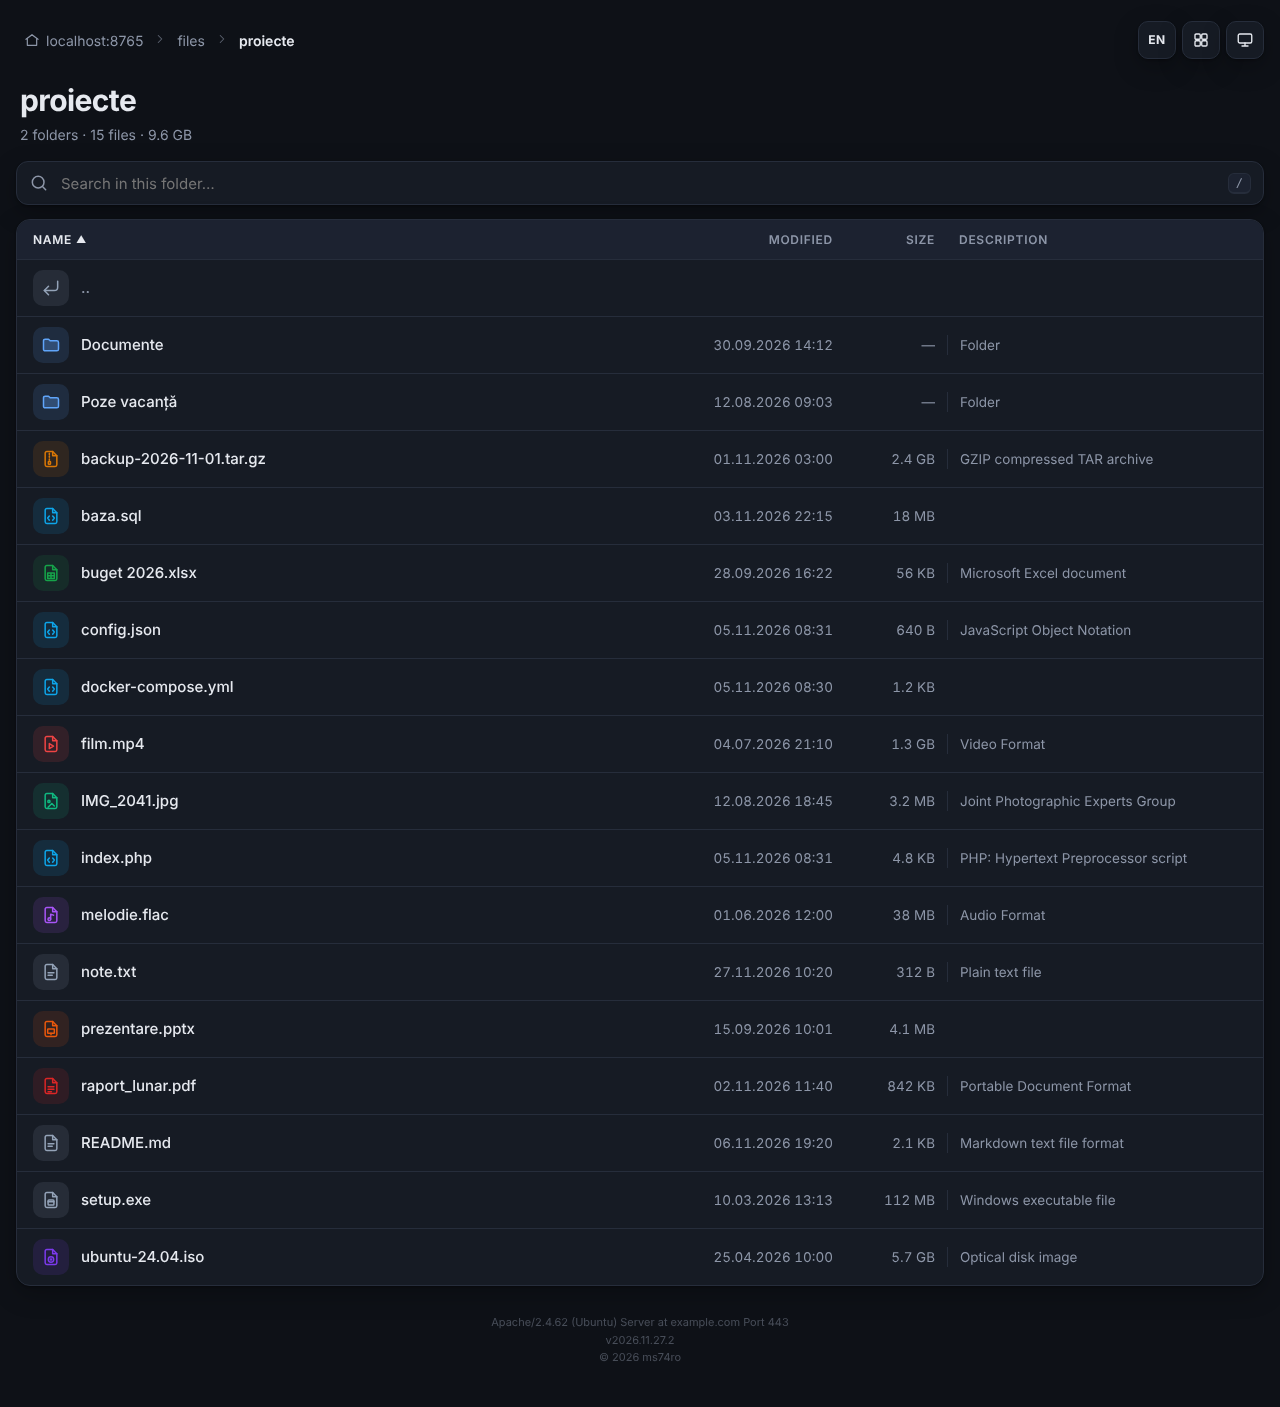 localhost:8765 files proiecte EN
proiecte
2 folders · 15 files · 9.6 GB
Search in this folder... /
NAME ▲ MODIFIED SIZE DESCRIPTION
..
Documente 30.09.2026 14:12 — Folder
Poze vacanță 12.08.2026 09:03 — Folder
backup-2026-11-01.tar.gz 01.11.2026 03:00 2.4 GB GZIP compressed TAR archive
baza.sql 03.11.2026 22:15 18 MB
buget 2026.xlsx 28.09.2026 16:22 56 KB Microsoft Excel document
config.json 05.11.2026 08:31 640 B JavaScript Object Notation
docker-compose.yml 05.11.2026 08:30 1.2 KB
film.mp4 04.07.2026 21:10 1.3 GB Video Format
IMG_2041.jpg 12.08.2026 18:45 3.2 MB Joint Photographic Experts Group
index.php 05.11.2026 08:31 4.8 KB PHP: Hypertext Preprocessor script
melodie.flac 01.06.2026 12:00 38 MB Audio Format
note.txt 27.11.2026 10:20 312 B Plain text file
prezentare.pptx 15.09.2026 10:01 4.1 MB
raport_lunar.pdf 02.11.2026 11:40 842 KB Portable Document Format
README.md 06.11.2026 19:20 2.1 KB Markdown text file format
setup.exe 10.03.2026 13:13 112 MB Windows executable file
ubuntu-24.04.iso 25.04.2026 10:00 5.7 GB Optical disk image
Apache/2.4.62 (Ubuntu) Server at example.com Port 443
v2026.11.27.2
© 2026 ms74ro